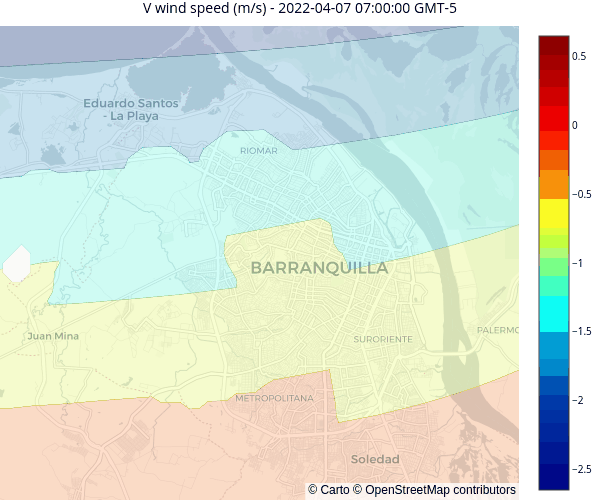 V wind speed (m/s) - 2022-04-07 07:00:00 GMT-5
0.5
Eduardo Santos
- La Playa
0
RIOMAR
−0.5
−1
BARRANQUILLA
−1.5
Juan Mina
SURORIENTE
PALERMO
−2
METROPOLITANA
Soledad
−2.5
© Carto © OpenStreetMap contributors